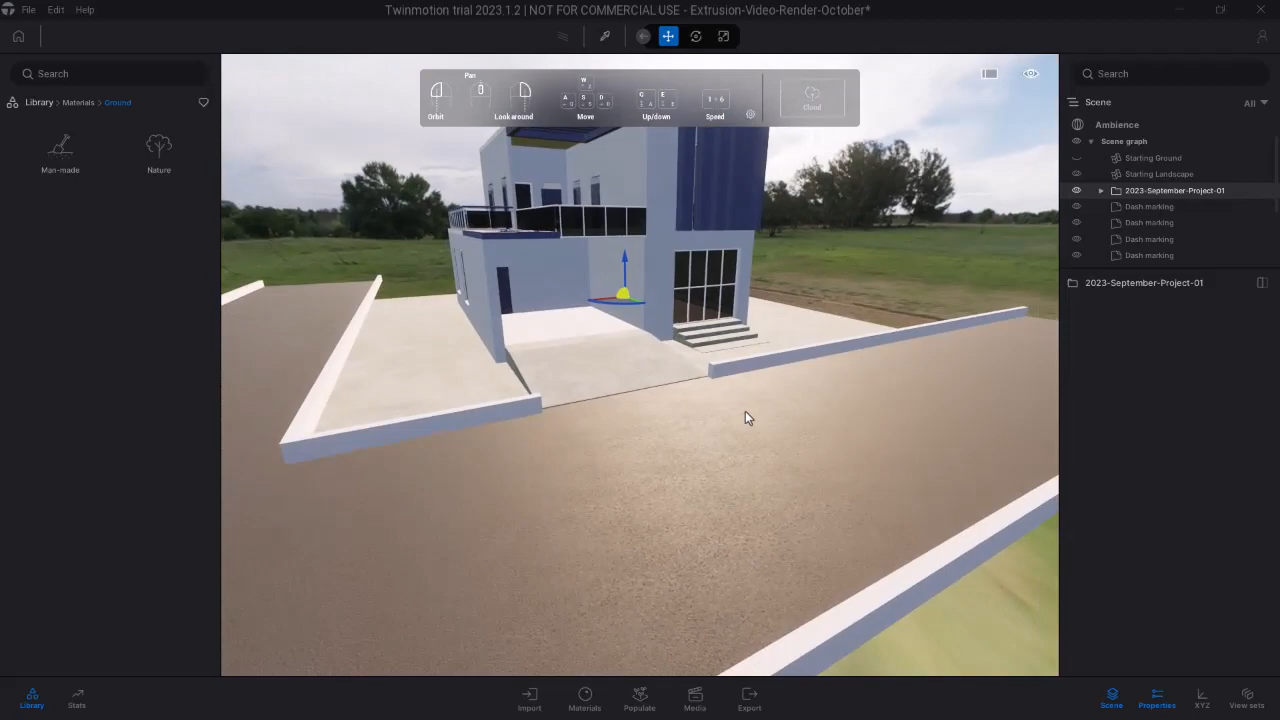 File Edit Help
Twinmotion trial 2023.1.2 | NOT FOR COMMERCIAL USE - Extrusion-Video-Render-October*
Search
Library Materials Ground
Man-made
Nature
Pan
Orbit
Look around
W
A S D
Move
Q E
Up/down
1 - 6
Speed
Cloud
Search
Scene
All
Ambience
Scene graph
Starting Ground
Starting Landscape
2023-September-Project-01
Dash marking
Dash marking
Dash marking
Dash marking
2023-September-Project-01
Library
Stats
Import
Materials
Populate
Media
Export
Scene
Properties
XYZ
View sets